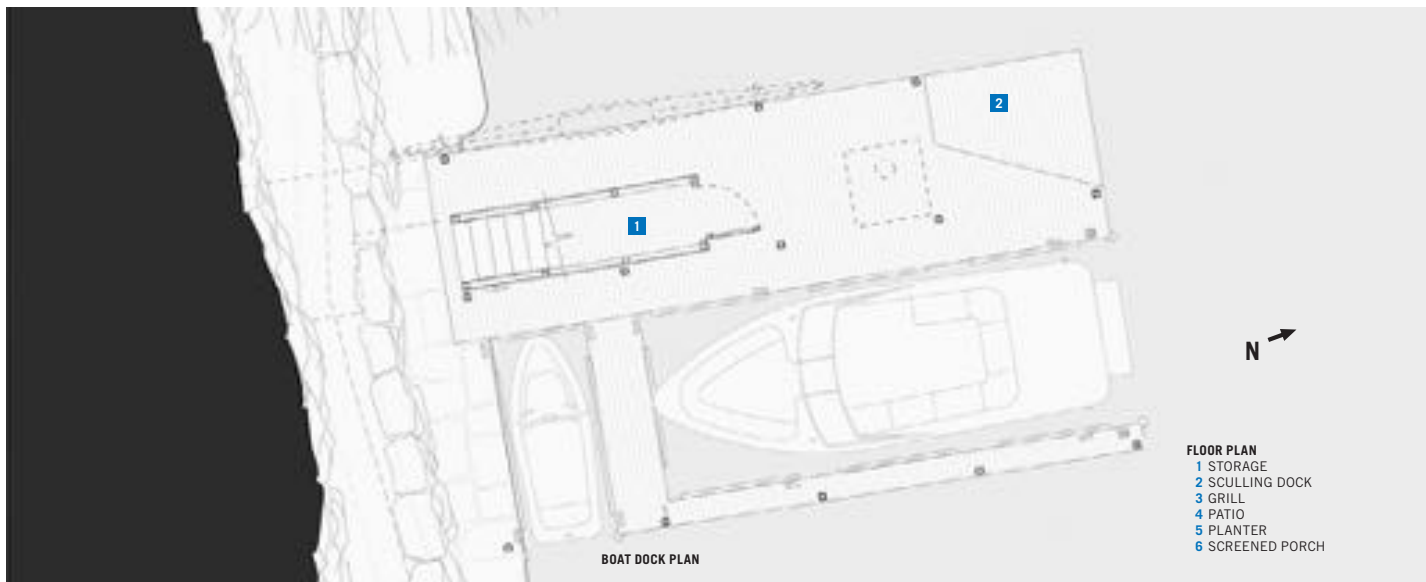 2
1
N
FLOOR PLAN
1 STORAGE
2 SCULLING DOCK
3 GRILL
4 PATIO
5 PLANTER
6 SCREENED PORCH
BOAT DOCK PLAN